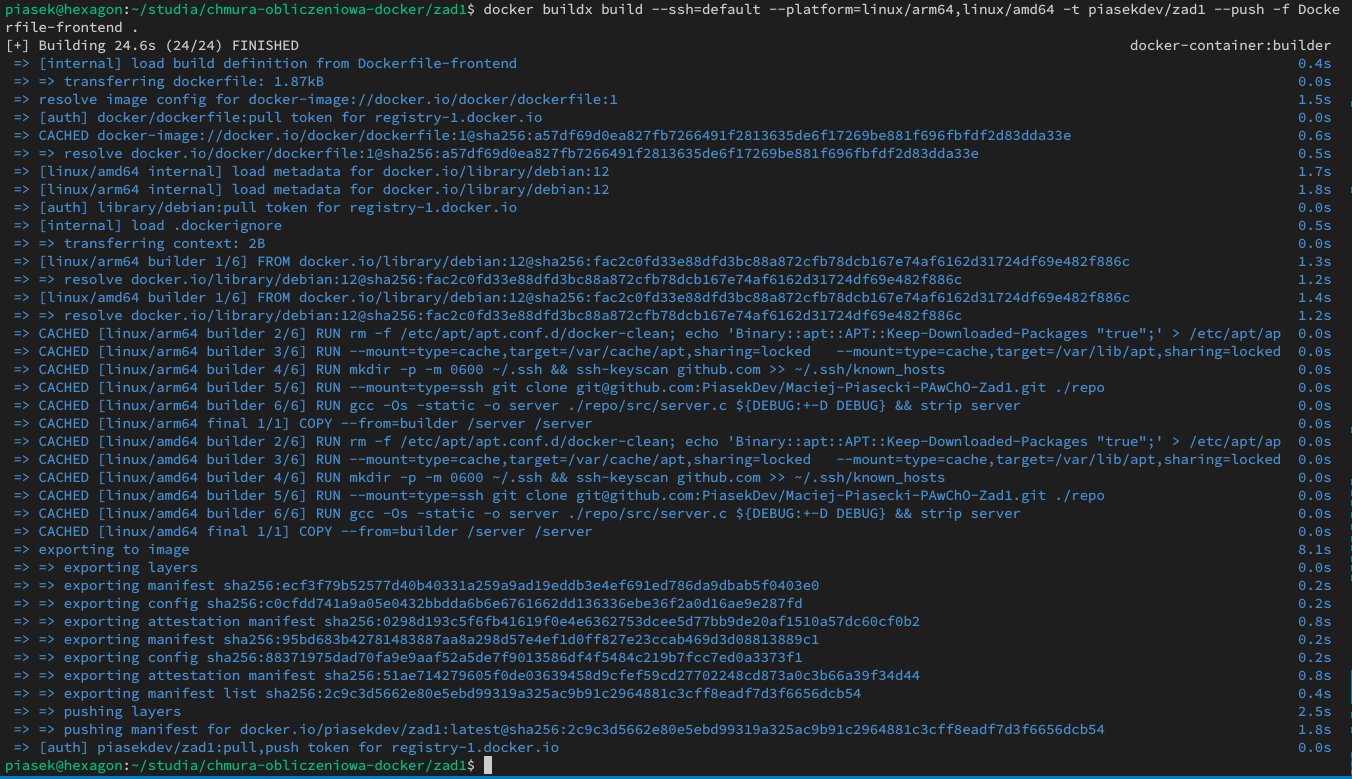 piasek@hexagon:~/studia/chmura-obliczeniowa-docker/zad1$ docker buildx build --ssh=default --platform=linux/arm64,linux/amd64 -t piasekdev/zad1 --push -f Docke
rfile-frontend .
[+] Building 24.6s (24/24) FINISHED docker-container:builder
=> [internal] load build definition from Dockerfile-frontend 0.4s
=> => transferring dockerfile: 1.87kB 0.0s
=> resolve image config for docker-image://docker.io/docker/dockerfile:1 1.5s
=> [auth] docker/dockerfile:pull token for registry-1.docker.io 0.0s
=> CACHED docker-image://docker.io/docker/dockerfile:1@sha256:a57df69d0ea827fb7266491f2813635de6f17269be881f696fbfdf2d83dda33e 0.6s
=> => resolve docker.io/docker/dockerfile:1@sha256:a57df69d0ea827fb7266491f2813635de6f17269be881f696fbfdf2d83dda33e 0.5s
=> [linux/amd64 internal] load metadata for docker.io/library/debian:12 1.7s
=> [linux/arm64 internal] load metadata for docker.io/library/debian:12 1.8s
=> [auth] library/debian:pull token for registry-1.docker.io 0.0s
=> [internal] load .dockerignore 0.5s
=> => transferring context: 2B 0.0s
=> [linux/arm64 builder 1/6] FROM docker.io/library/debian:12@sha256:fac2c0fd33e88dfd3bc88a872cfb78dcb167e74af6162d31724df69e482f886c 1.3s
=> => resolve docker.io/library/debian:12@sha256:fac2c0fd33e88dfd3bc88a872cfb78dcb167e74af6162d31724df69e482f886c 1.2s
=> [linux/amd64 builder 1/6] FROM docker.io/library/debian:12@sha256:fac2c0fd33e88dfd3bc88a872cfb78dcb167e74af6162d31724df69e482f886c 1.4s
=> => resolve docker.io/library/debian:12@sha256:fac2c0fd33e88dfd3bc88a872cfb78dcb167e74af6162d31724df69e482f886c 1.2s
=> CACHED [linux/arm64 builder 2/6] RUN rm -f /etc/apt/apt.conf.d/docker-clean; echo 'Binary::apt::APT::Keep-Downloaded-Packages "true";' > /etc/apt/ap 0.0s
=> CACHED [linux/arm64 builder 3/6] RUN --mount=type=cache,target=/var/cache/apt,sharing=locked --mount=type=cache,target=/var/lib/apt,sharing=locked 0.0s
=> CACHED [linux/arm64 builder 4/6] RUN mkdir -p -m 0600 ~/.ssh && ssh-keyscan github.com >> ~/.ssh/known_hosts 0.0s
=> CACHED [linux/arm64 builder 5/6] RUN --mount=type=ssh git clone git@github.com:PiasekDev/Maciej-Piasecki-PAwChO-Zad1.git ./repo 0.0s
=> CACHED [linux/arm64 builder 6/6] RUN gcc -Os -static -o server ./repo/src/server.c ${DEBUG:+-D DEBUG} && strip server 0.0s
=> CACHED [linux/arm64 final 1/1] COPY --from=builder /server /server 0.0s
=> CACHED [linux/amd64 builder 2/6] RUN rm -f /etc/apt/apt.conf.d/docker-clean; echo 'Binary::apt::APT::Keep-Downloaded-Packages "true";' > /etc/apt/ap 0.0s
=> CACHED [linux/amd64 builder 3/6] RUN --mount=type=cache,target=/var/cache/apt,sharing=locked --mount=type=cache,target=/var/lib/apt,sharing=locked 0.0s
=> CACHED [linux/amd64 builder 4/6] RUN mkdir -p -m 0600 ~/.ssh && ssh-keyscan github.com >> ~/.ssh/known_hosts 0.0s
=> CACHED [linux/amd64 builder 5/6] RUN --mount=type=ssh git clone git@github.com:PiasekDev/Maciej-Piasecki-PAwChO-Zad1.git ./repo 0.0s
=> CACHED [linux/amd64 builder 6/6] RUN gcc -Os -static -o server ./repo/src/server.c ${DEBUG:+-D DEBUG} && strip server 0.0s
=> CACHED [linux/amd64 final 1/1] COPY --from=builder /server /server 0.0s
=> exporting to image 8.1s
=> => exporting layers 0.0s
=> => exporting manifest sha256:ecf3f79b52577d40b40331a259a9ad19eddb3e4ef691ed786da9dbab5f0403e0 0.2s
=> => exporting config sha256:c0cfdd741a9a05e0432bbdda6b6e6761662dd136336ebe36f2a0d16ae9e287fd 0.2s
=> => exporting attestation manifest sha256:0298d193c5f6fb41619f0e4e6362753dcee5d77bb9de20af1510a57dc60cf0b2 0.8s
=> => exporting manifest sha256:95bd683b42781483887aa8a298d57e4ef1d0ff827e23ccab469d3d08813889c1 0.2s
=> => exporting config sha256:88371975dad70fa9e9aaf52a5de7f9013586df4f5484c219b7fcc7ed0a3373f1 0.2s
=> => exporting attestation manifest sha256:51ae714279605f0de03639458d9cfef59cd27702248cd873a0c3b66a39f34d44 0.8s
=> => exporting manifest list sha256:2c9c3d5662e80e5ebd99319a325ac9b91c2964881c3cff8eadf7d3f6656dcb54 0.4s
=> => pushing layers 2.5s
=> => pushing manifest for docker.io/piasekdev/zad1:latest@sha256:2c9c3d5662e80e5ebd99319a325ac9b91c2964881c3cff8eadf7d3f6656dcb54 1.8s
=> [auth] piasekdev/zad1:pull,push token for registry-1.docker.io 0.0s
piasek@hexagon:~/studia/chmura-obliczeniowa-docker/zad1$